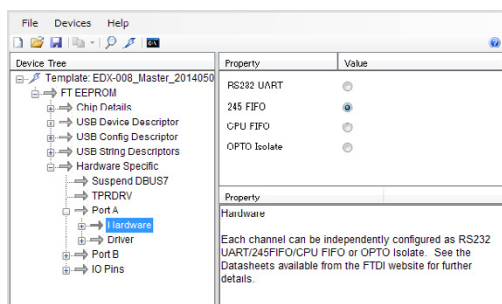 File Devices Help
Device Tree
Template: EDX-008_Master_2014050
FT EEPROM
Chip Details
USB Device Descriptor
USB Config Descriptor
USB String Descriptors
Hardware Specific
Suspend DBUS7
TPRDRV
Port A
Hardware
Driver
Port B
IO Pins
Property Value
RS232 UART
245 FIFO
CPU FIFO
OPTO Isolate
Property
Hardware
Each channel can be independently configured as RS232
UART/245FIFO/CPU FIFO or OPTO Isolate. See the
Datasheets available from the FTDI website for further
details.